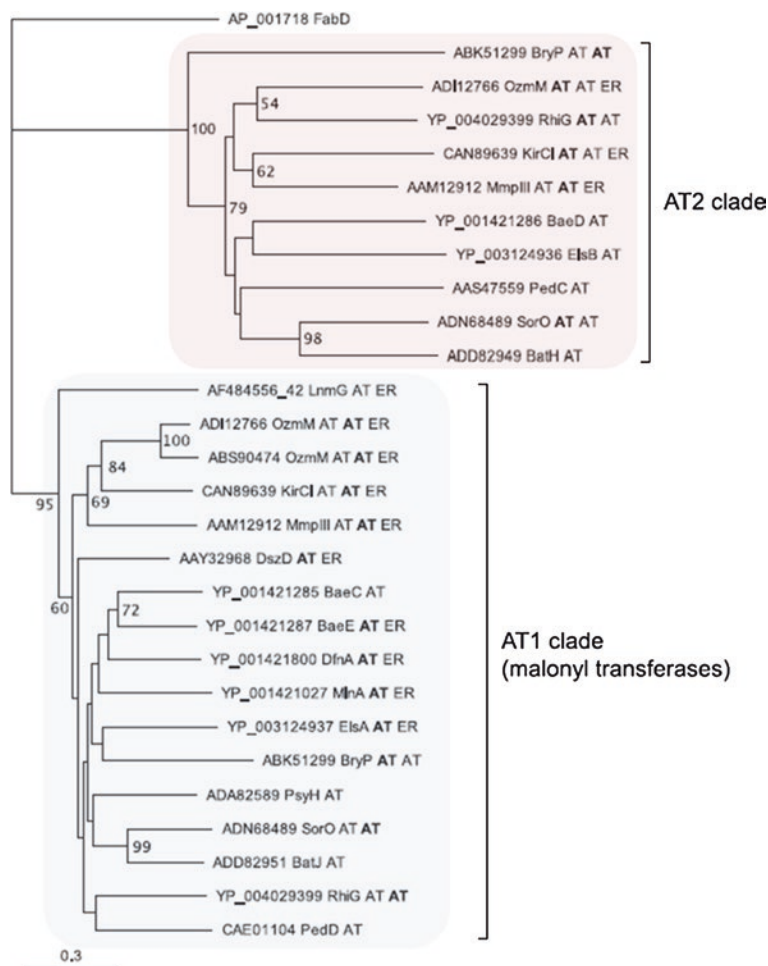 AP_001718 FabD
ABK51299 BryP AT AT
ADI12766 OzmM AT AT ER
54
YP_004029399 RhiG AT AT
100
CAN89639 KirCI AT AT ER
62
AAM12912 MmpIII AT AT ER
79
AT2 clade
YP_001421286 BaeD AT
YP_003124936 ElsB AT
AAS47559 PedC AT
ADN68489 SorO AT AT
98
ADD82949 BatH AT
AF484556_42 LnmG AT ER
ADI12766 OzmM AT AT ER
100
ABS90474 OzmM AT AT ER
84
CAN89639 KirCI AT AT ER
95
69
AAM12912 MmpIII AT AT ER
AAY32968 DszD AT ER
60
YP_001421285 BaeC AT
72
YP_001421287 BaeE AT ER
AT1 clade
(malonyl transferases)
YP_001421800 DfnA AT ER
YP_001421027 MlnA AT ER
YP_003124937 ElsA AT ER
ABK51299 BryP AT AT
ADA82589 PsyH AT
ADN68489 SorO AT AT
99
ADD82951 BatJ AT
YP_004029399 RhiG AT AT
CAE01104 PedD AT
0.3